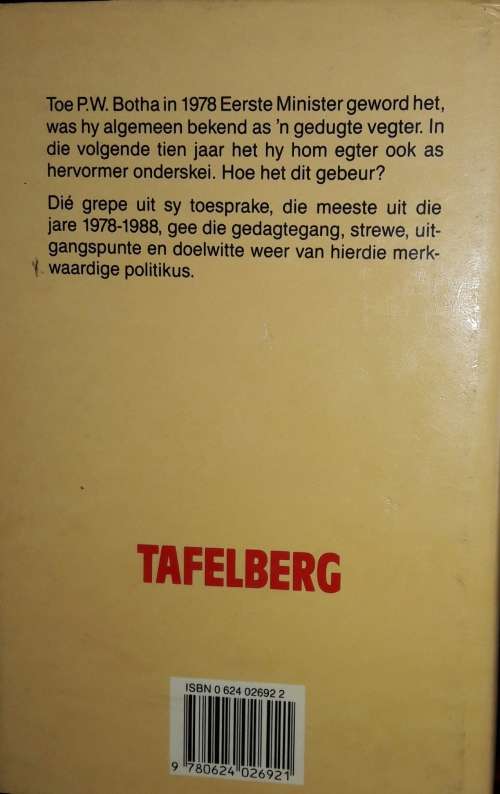 Toe P.W. Botha in 1978 Eerste Minister geword het,
was hy algemeen bekend as 'n gedugte vegter. In
die volgende tien jaar het hy hom egter ook as
hervormer onderskei. Hoe het dit gebeur?
Dié grepe uit sy toesprake, die meeste uit die
jare 1978-1988, gee die gedagtegang, strewe, uit-
gangspunte en doelwitte weer van hierdie merk-
waardige politikus.
TAFELBERG
ISBN 0 624 02692 2
9 780624 026921